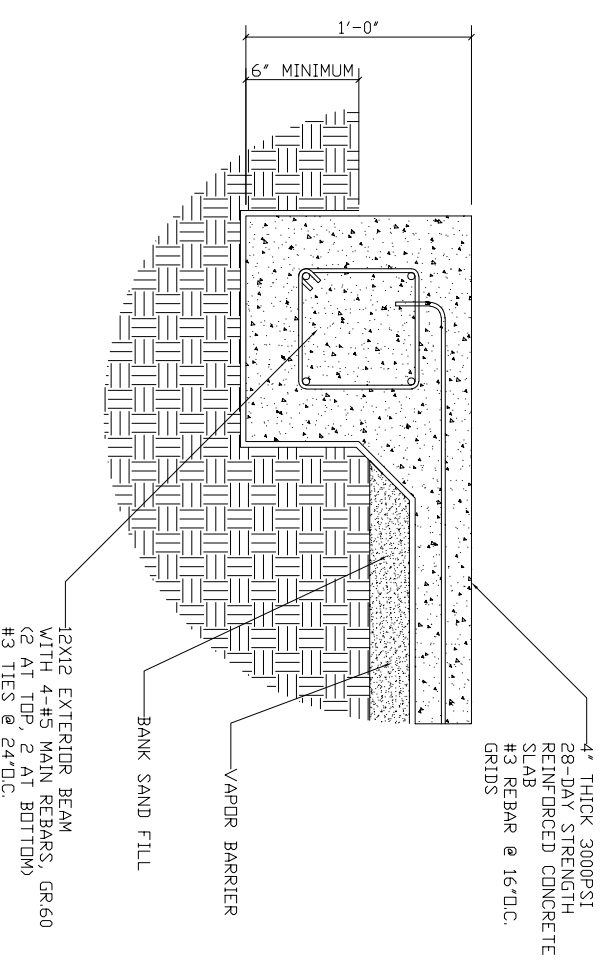 1'-0"
6" MINIMUM
4" THICK 3000PSI
28-DAY STRENGTH
REINFORCED CONCRETE
SLAB
#3 REBAR @ 16"O.C.
GRIDS
VAPOR BARRIER
BANK SAND FILL
12X12 EXTERIOR BEAM
WITH 4-#5 MAIN REBARS, GR.60
(2 AT TOP, 2 AT BOTTOM)
#3 TIES @ 24"O.C.